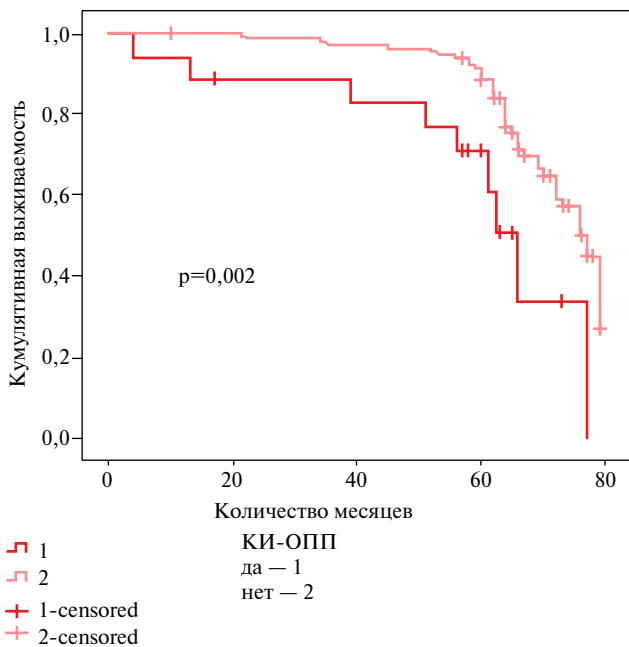 1,0
0,8
0,6
0,4
0,2
0,0
Кумулятивная выживаемость
p=0,002
0 20 40 60 80
Количество месяцев
КИ-ОПП
да — 1
нет — 2
1
2
1-censored
2-censored